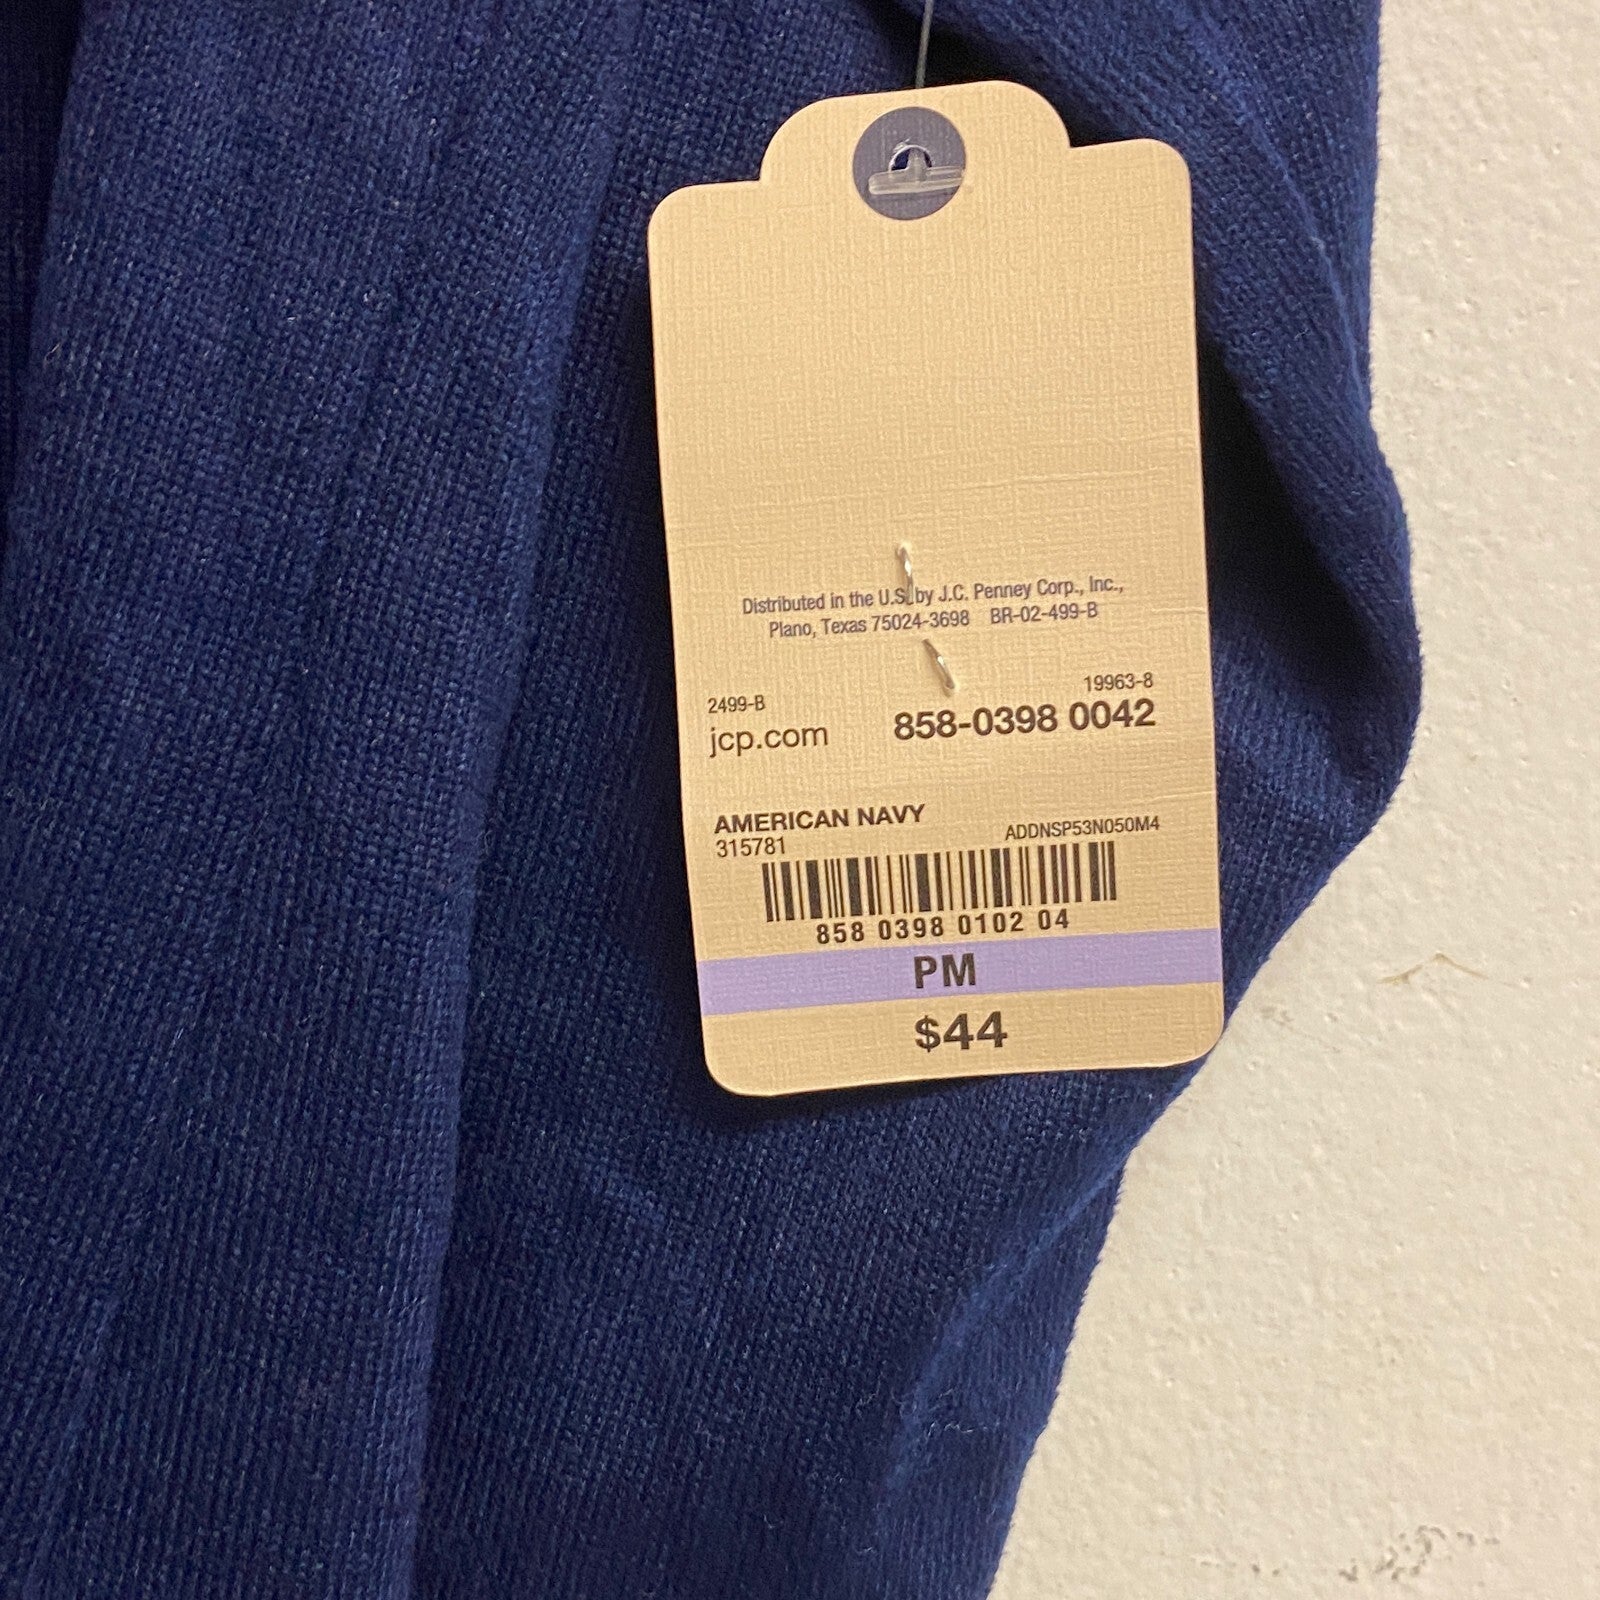 Distributed in the U.S. by J.C. Penney Corp., Inc.,
Plano, Texas 75024-3698 BR-02-499-B
2499-B 19963-8
jcp.com 858-0398 0042
AMERICAN NAVY
315781 ADDNSP53N050M4
858 0398 0102 04
PM
$44